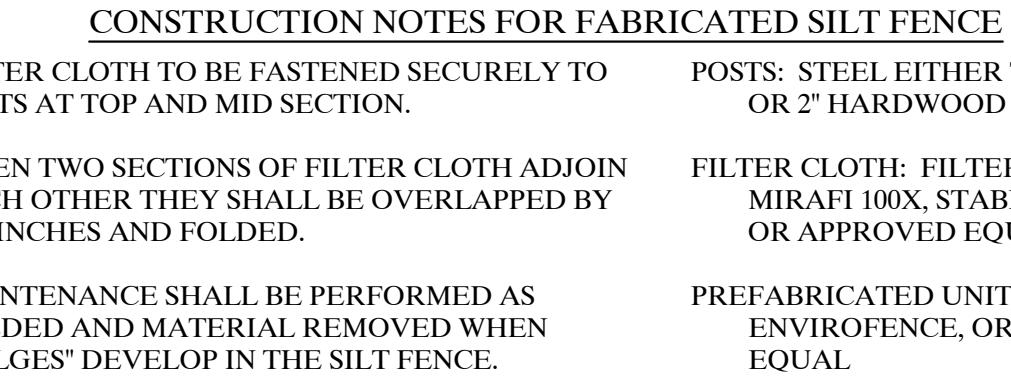 CONSTRUCTION NOTES FOR FABRICATED SILT FENCE
TER CLOTH TO BE FASTENED SECURELY TO
TS AT TOP AND MID SECTION.
EN TWO SECTIONS OF FILTER CLOTH ADJOIN
CH OTHER THEY SHALL BE OVERLAPPED BY
INCHES AND FOLDED.
NTENANCE SHALL BE PERFORMED AS
DED AND MATERIAL REMOVED WHEN
LGES" DEVELOP IN THE SILT FENCE.
POSTS: STEEL EITHER
OR 2" HARDWOOD
FILTER CLOTH: FILTER
MIRAFI 100X, STAB
OR APPROVED EQU
PREFABRICATED UNIT
ENVIROFENCE, OR
EQUAL